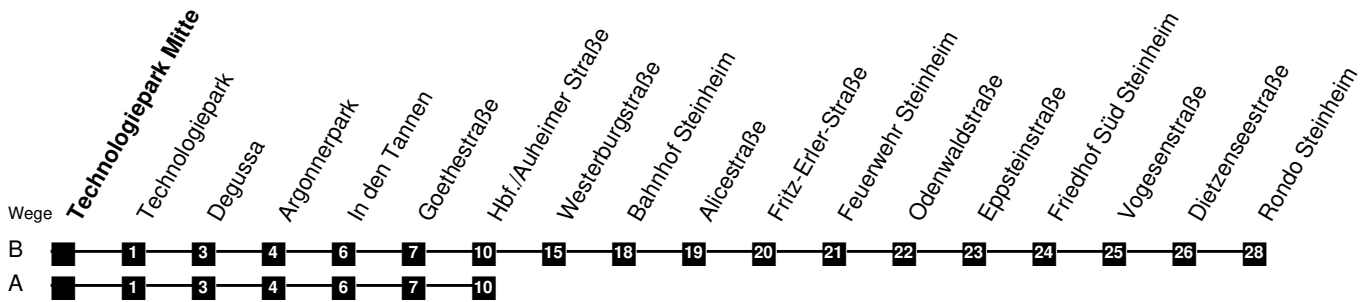 Technologiepark Mitte
Technologiepark
Degussa
Argonnerpark
In den Tannen
Goethestraße
Hbf./Auheimer Straße
Westerburgstraße
Bahnhof Steinheim
Alicestraße
Fritz-Erler-Straße
Feuerwehr Steinheim
Odenwaldstraße
Eppsteinstraße
Friedhof Süd Steinheim
Vogesenstraße
Dietzenseestraße
Rondo Steinheim
Wege
B 1 3 4 6 7 10 15 18 19 20 21 22 23 24 25 26 28
A 1 3 4 6 7 10